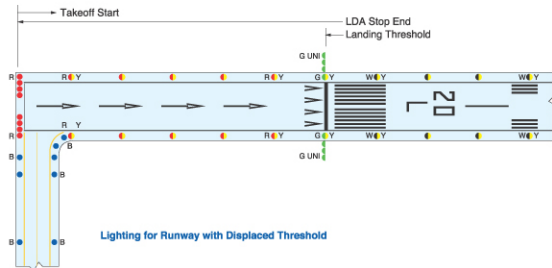 Takeoff Start
LDA Stop End
Landing Threshold
G UNI
R R Y R Y G Y W Y W Y
20 L
R R Y R Y G Y W Y W Y
B B
G UNI
B B
Lighting for Runway with Displaced Threshold
B B